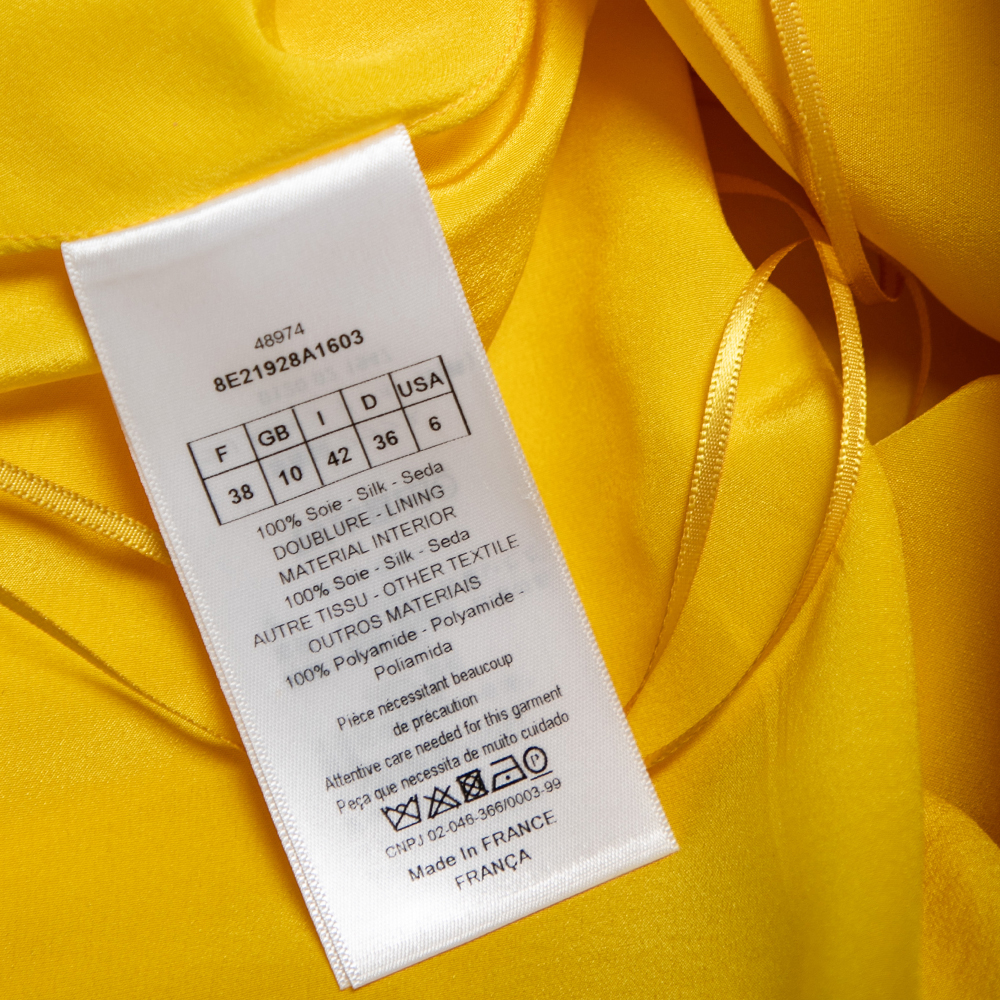 48974
8E21928A1603
F GB I D USA
38 10 42 36 6
100% Soie - Silk - Seda
DOUBLURE - LINING
MATERIAL INTERIOR
100% Soie - Silk - Seda
AUTRE TISSU - OTHER TEXTILE
OUTROS MATERIAIS
100% Polyamide - Polyamide -
Poliamida
Pièce nécessitant beaucoup
de précaution
Attentive care needed for this garment
Peça que necessita de muito cuidado
P
CNPJ 02-046-366/0003-99
Made In FRANCE
FRANÇA